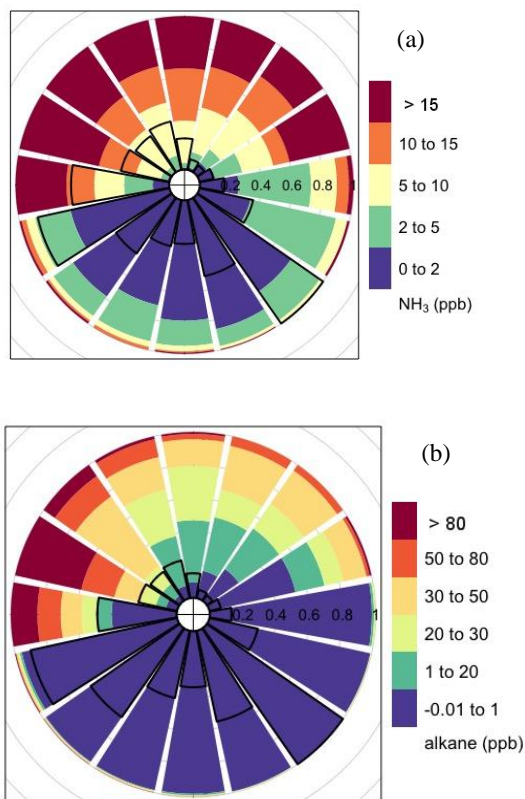 (a)
> 15
10 to 15
5 to 10
2 to 5
0 to 2
NH₃ (ppb)
0.2 0.4 0.6 0.8 1
(b)
> 80
50 to 80
30 to 50
20 to 30
1 to 20
-0.01 to 1
alkane (ppb)
0.2 0.4 0.6 0.8 1